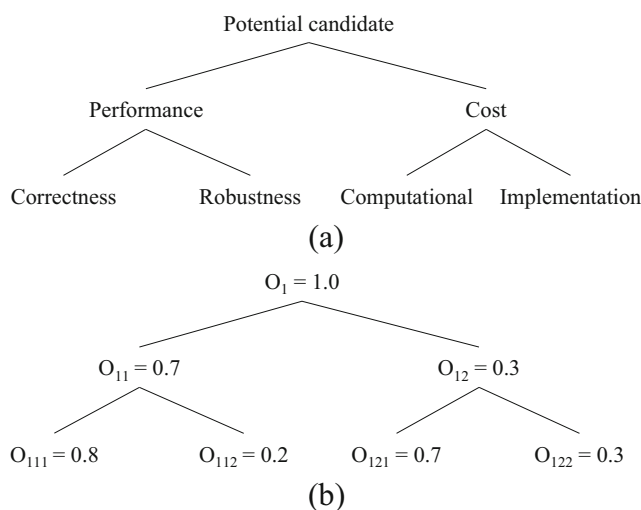 Potential candidate
Performance Cost
Correctness Robustness Computational Implementation
(a)
O₁ = 1.0
O₁₁ = 0.7 O₁₂ = 0.3
O₁₁₁ = 0.8 O₁₁₂ = 0.2 O₁₂₁ = 0.7 O₁₂₂ = 0.3
(b)